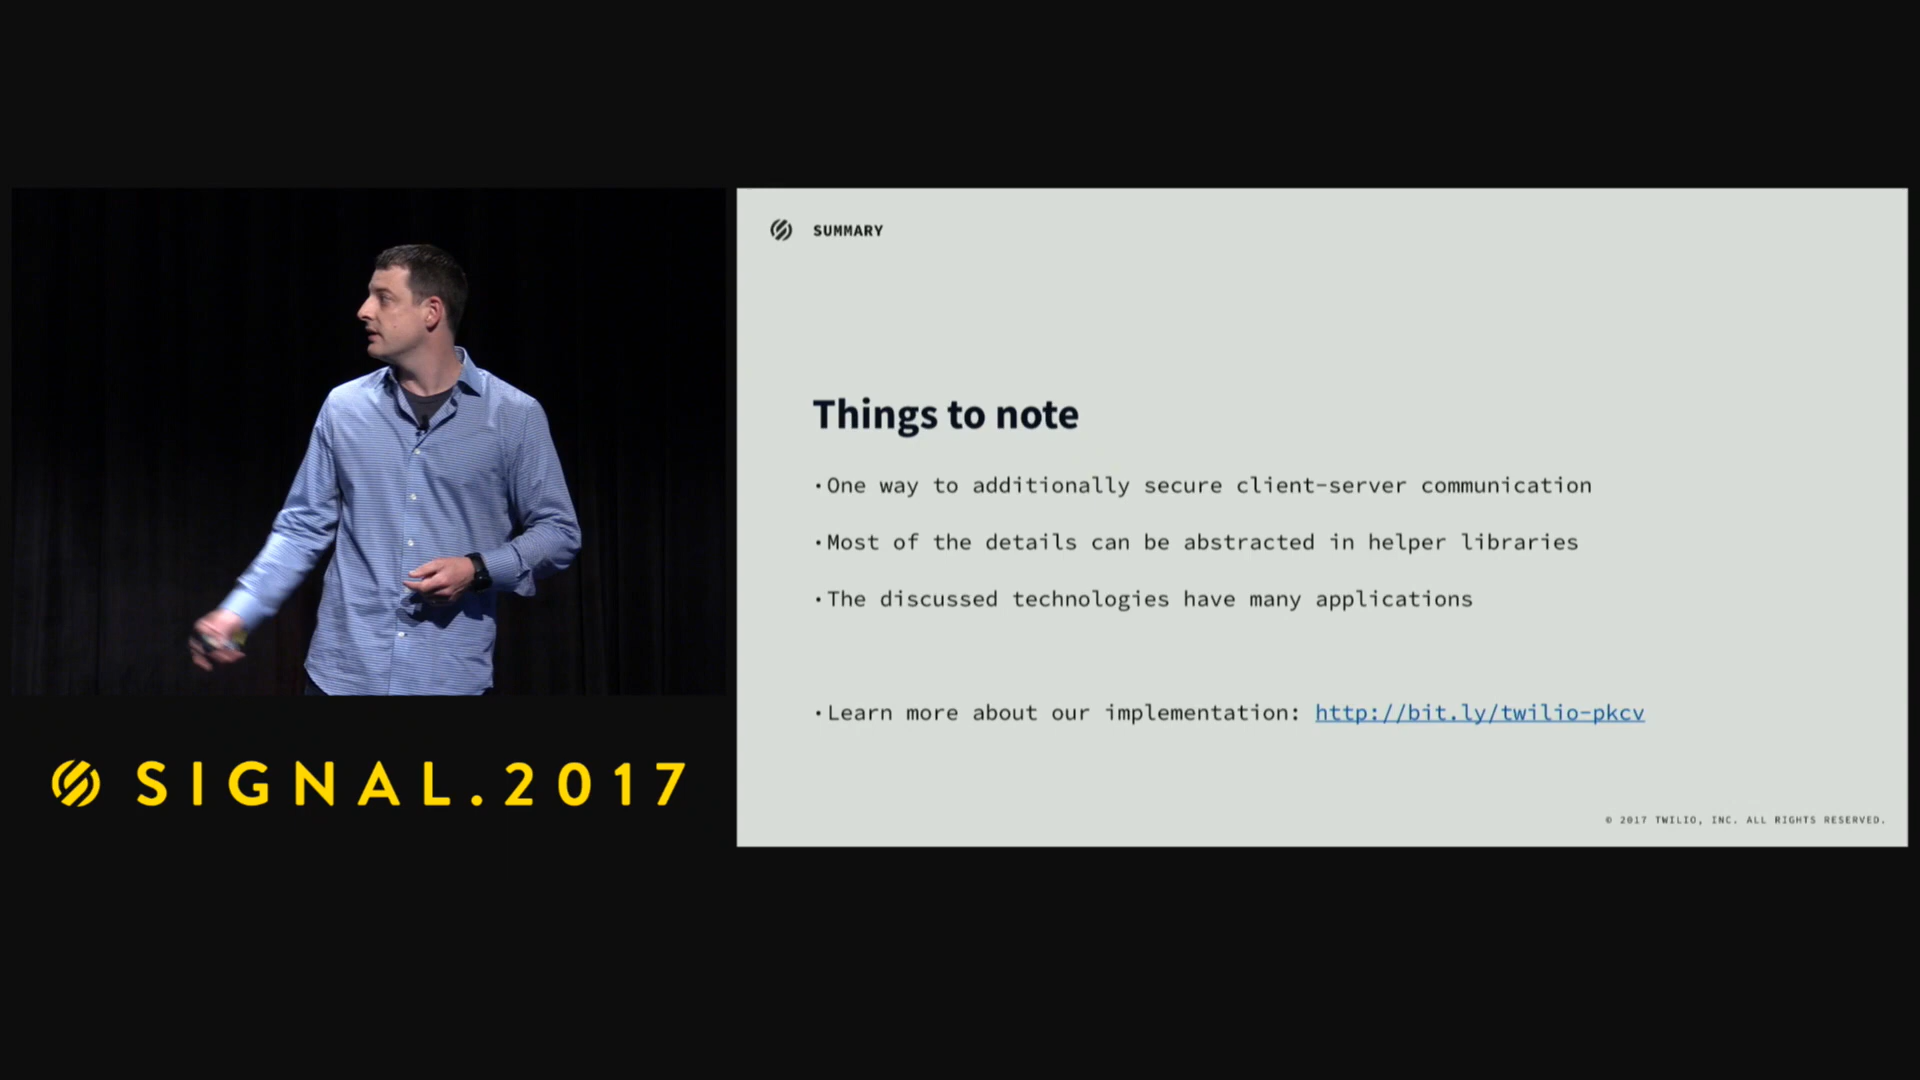 SUMMARY
Things to note
•One way to additionally secure client-server communication
•Most of the details can be abstracted in helper libraries
•The discussed technologies have many applications
•Learn more about our implementation: http://bit.ly/twilio-pkcv
© 2017 TWILIO, INC. ALL RIGHTS RESERVED.
SIGNAL.2017